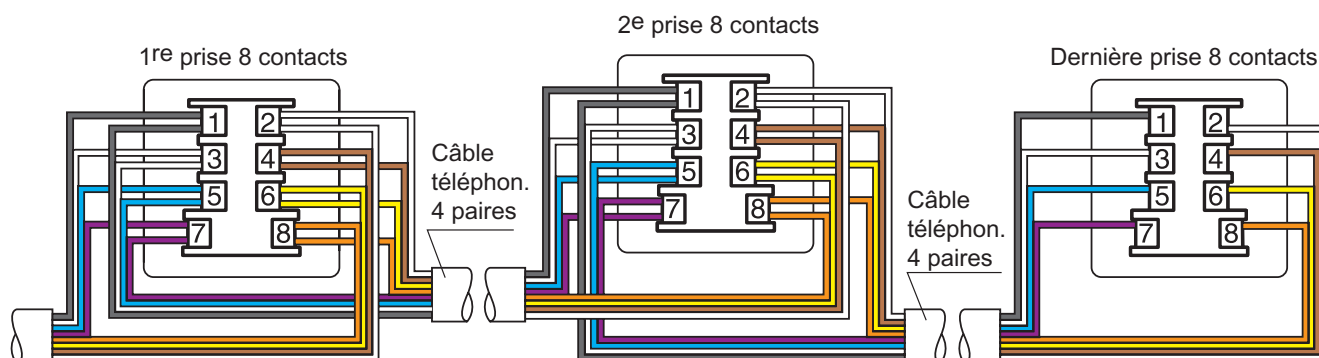 1re prise 8 contacts
1 2
3 4
5 6
7 8
Câble
téléphon.
4 paires
2e prise 8 contacts
1 2
3 4
5 6
7 8
Câble
téléphon.
4 paires
Dernière prise 8 contacts
1 2
3 4
5 6
7 8